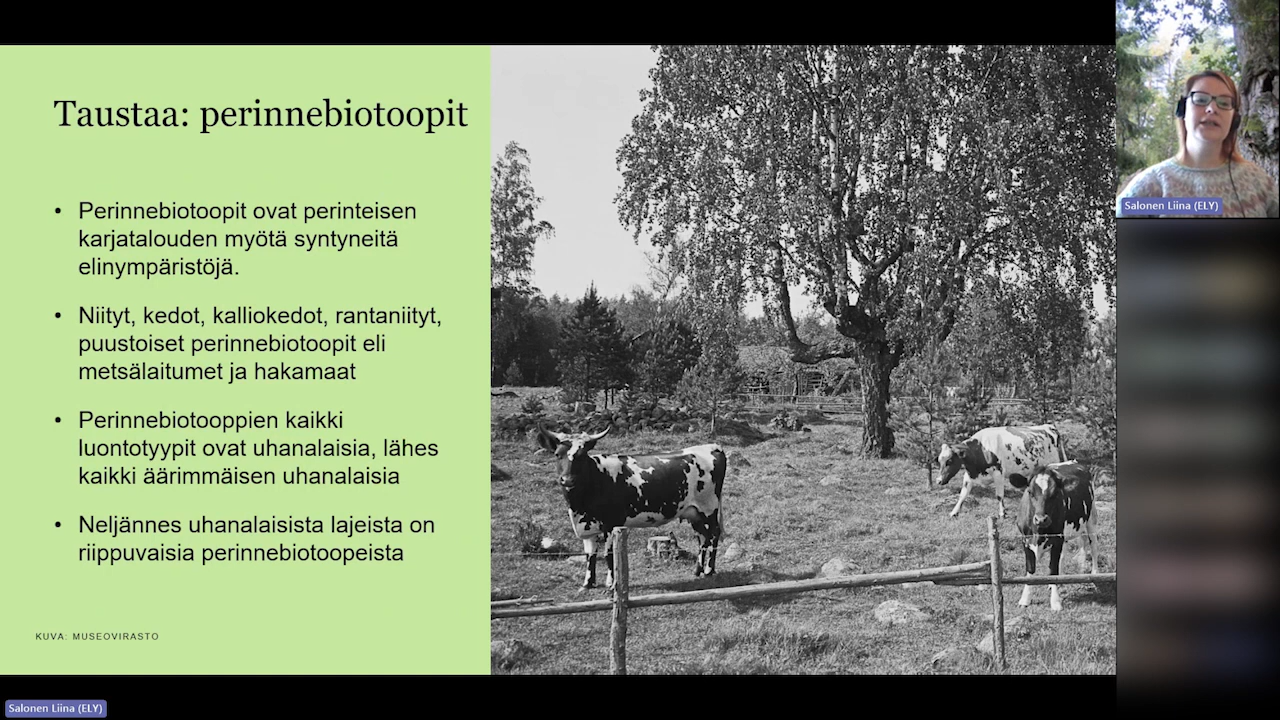 Taustaa: perinnebiotoopit
• Perinnebiotoopit ovat perinteisen
karjatalouden myötä syntyneitä
elinympäristöjä.
• Niityt, kedot, kalliokedot, rantaniityt,
puustoiset perinnebiotoopit eli
metsälaitumet ja hakamaat
• Perinnebiotooppien kaikki
luontotyypit ovat uhanalaisia, lähes
kaikki äärimmäisen uhanalaisia
• Neljännes uhanalaisista lajeista on
riippuvaisia perinnebiotoopeista
KUVA: MUSEOVIRASTO
Salonen Liina (ELY)
Salonen Liina (ELY)